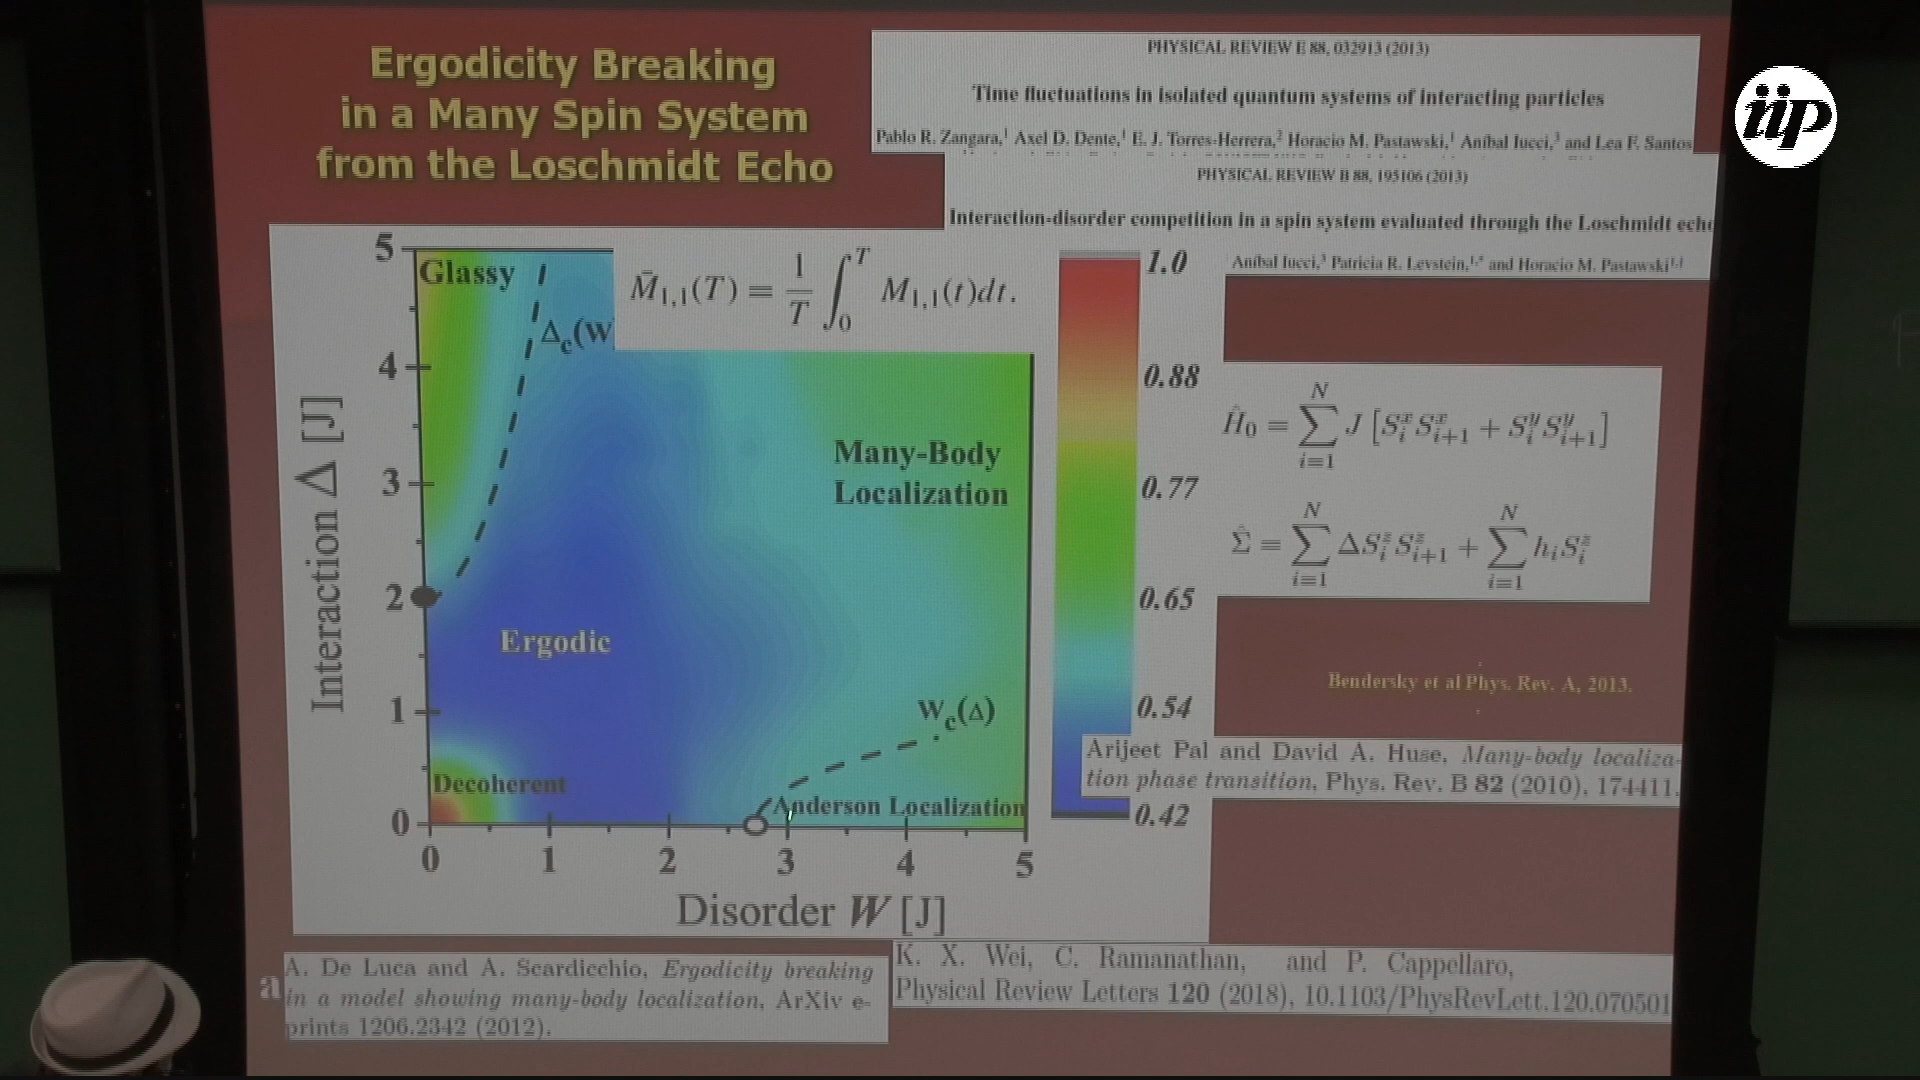 Ergodicity Breaking
in a Many Spin System
from the Loschmidt Echo
PHYSICAL REVIEW E 88, 032913 (2013)
Time fluctuations in isolated quantum systems of interacting particles
Pablo R. Zangara,¹ Axel D. Dente,¹ E. J. Torres-Herrera,² Horacio M. Pastawski,¹ Aníbal Iucci,³ and Lea F. Santos
PHYSICAL REVIEW B 88, 195106 (2013)
Interaction-disorder competition in a spin system evaluated through the Loschmidt echo
Aníbal Iucci,³ Patricia R. Levstein,¹,* and Horacio M. Pastawski¹,†
iip
M̄₁,₁(T) = 1/T ∫₀ᵀ M₁,₁(t)dt.
Glassy
Δc(W
Many-Body
Localization
Ergodic
Wc(Δ)
Decoherent
Anderson Localization
Interaction Δ [J]
5
4
3
2
1
0
0 1 2 3 4 5
Disorder W [J]
1.0
0.88
0.77
0.65
0.54
0.42
Ĥ₀ = ∑ᵢ₌₁ᴺ J [SᵢˣSᵢ₊₁ˣ + SᵢʸSᵢ₊₁ʸ]
Σ̂ = ∑ᵢ₌₁ᴺ ΔSᵢᶻSᵢ₊₁ᶻ + ∑ᵢ₌₁ᴺ hᵢSᵢᶻ
Bendersky et al Phys. Rev. A, 2013.
Arijeet Pal and David A. Huse, Many-body localiza-
tion phase transition, Phys. Rev. B 82 (2010), 174411.
a
A. De Luca and A. Scardicchio, Ergodicity breaking
in a model showing many-body localization, ArXiv e-
prints 1206.2342 (2012).
K. X. Wei, C. Ramanathan, and P. Cappellaro,
Physical Review Letters 120 (2018), 10.1103/PhysRevLett.120.070501